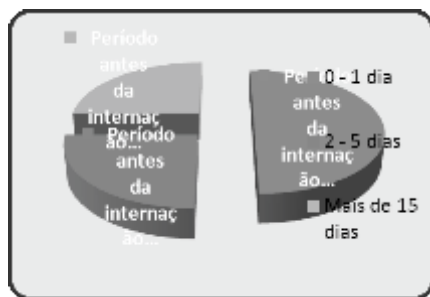 Período
antes
da
internaç
ão...
Período
antes
da
internaç
ão...
Período
antes
da
internaç
ão...
0 - 1 dia
2 - 5 dias
Mais de 15
dias